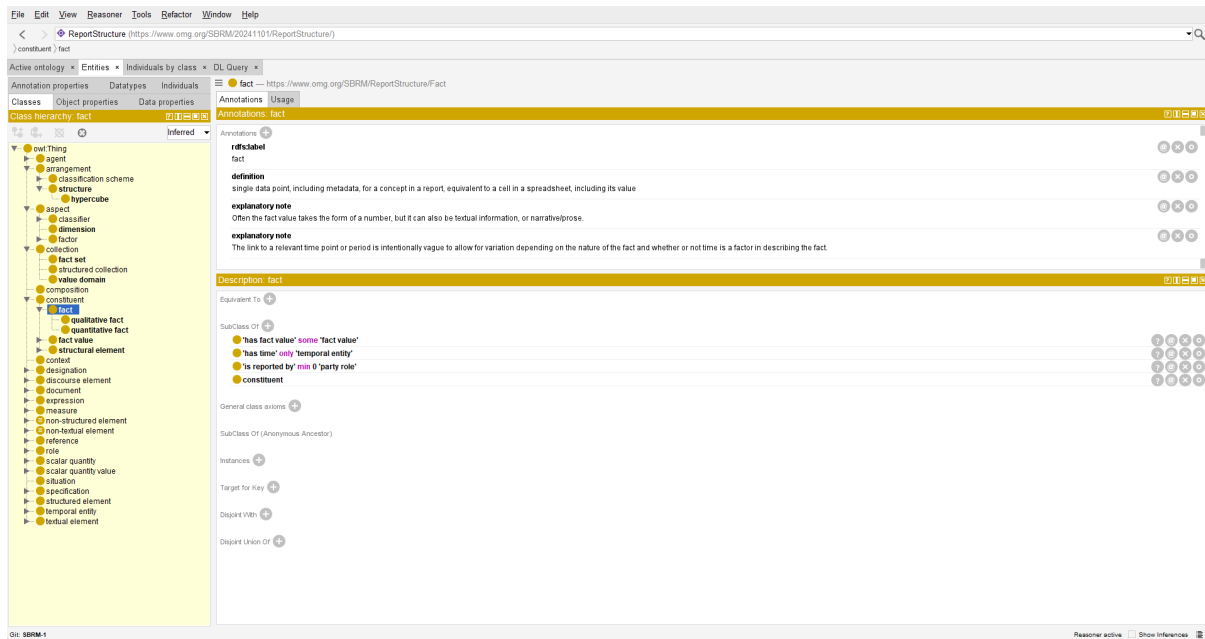 File Edit View Reasoner Tools Refactor Window Help
< > ReportStructure (https://www.omg.org/SBRM/20241101/ReportStructure/)
constituent fact
Active ontology × Entities × Individuals by class × DL Query ×
Annotation properties Datatypes Individuals
Classes Object properties Data properties
Class hierarchy: fact
Inferred
owl:Thing
agent
arrangement
classification scheme
structure
hypercube
aspect
classifier
dimension
factor
collection
fact set
structured collection
value domain
composition
constituent
fact
qualitative fact
quantitative fact
fact value
structural element
context
designation
discourse element
document
expression
measure
non-structured element
non-textual element
reference
role
scalar quantity
scalar quantity value
situation
specification
structured element
temporal entity
textual element
fact — https://www.omg.org/SBRM/ReportStructure/Fact
Annotations Usage
Annotations: fact
Annotations
rdfs:label
fact
definition
single data point, including metadata, for a concept in a report, equivalent to a cell in a spreadsheet, including its value
explanatory note
Often the fact value takes the form of a number, but it can also be textual information, or narrative/prose.
explanatory note
The link to a relevant time point or period is intentionally vague to allow for variation depending on the nature of the fact and whether or not time is a factor in describing the fact.
Description: fact
Equivalent To
SubClass Of
'has fact value' some 'fact value'
'has time' only 'temporal entity'
'is reported by' min 0 'party role'
constituent
General class axioms
SubClass Of (Anonymous Ancestor)
Instances
Target for Key
Disjoint With
Disjoint Union Of
Git: SBRM-1
Reasoner active Show Inferences